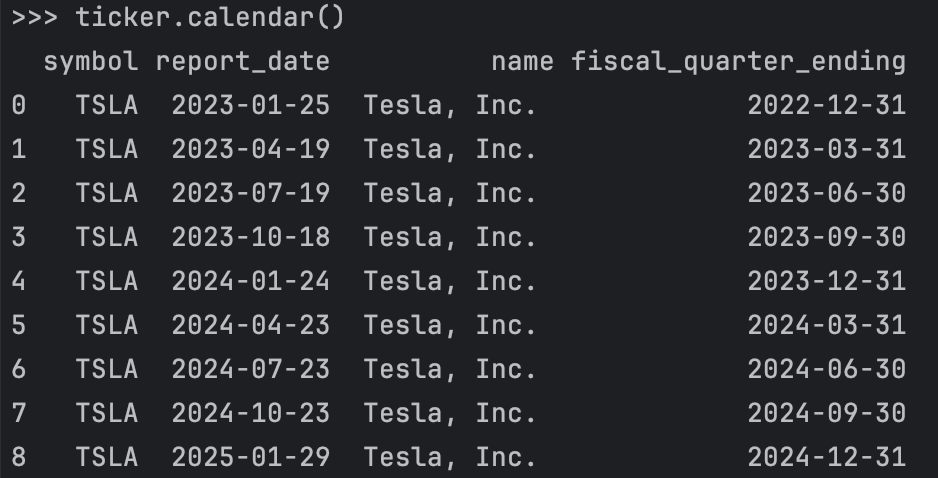 >>> ticker.calendar()
symbol report_date name fiscal_quarter_ending
0 TSLA 2023-01-25 Tesla, Inc. 2022-12-31
1 TSLA 2023-04-19 Tesla, Inc. 2023-03-31
2 TSLA 2023-07-19 Tesla, Inc. 2023-06-30
3 TSLA 2023-10-18 Tesla, Inc. 2023-09-30
4 TSLA 2024-01-24 Tesla, Inc. 2023-12-31
5 TSLA 2024-04-23 Tesla, Inc. 2024-03-31
6 TSLA 2024-07-23 Tesla, Inc. 2024-06-30
7 TSLA 2024-10-23 Tesla, Inc. 2024-09-30
8 TSLA 2025-01-29 Tesla, Inc. 2024-12-31